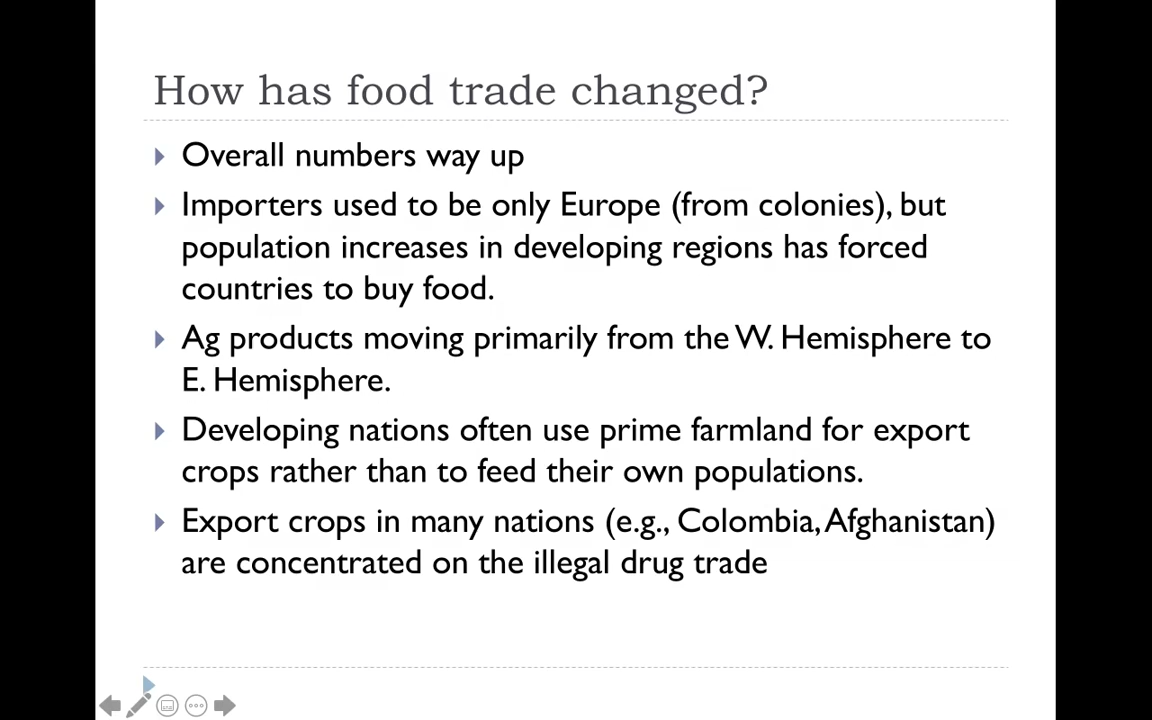 How has food trade changed?
Overall numbers way up
Importers used to be only Europe (from colonies), but
population increases in developing regions has forced
countries to buy food.
Ag products moving primarily from the W. Hemisphere to
E. Hemisphere.
Developing nations often use prime farmland for export
crops rather than to feed their own populations.
Export crops in many nations (e.g., Colombia, Afghanistan)
are concentrated on the illegal drug trade